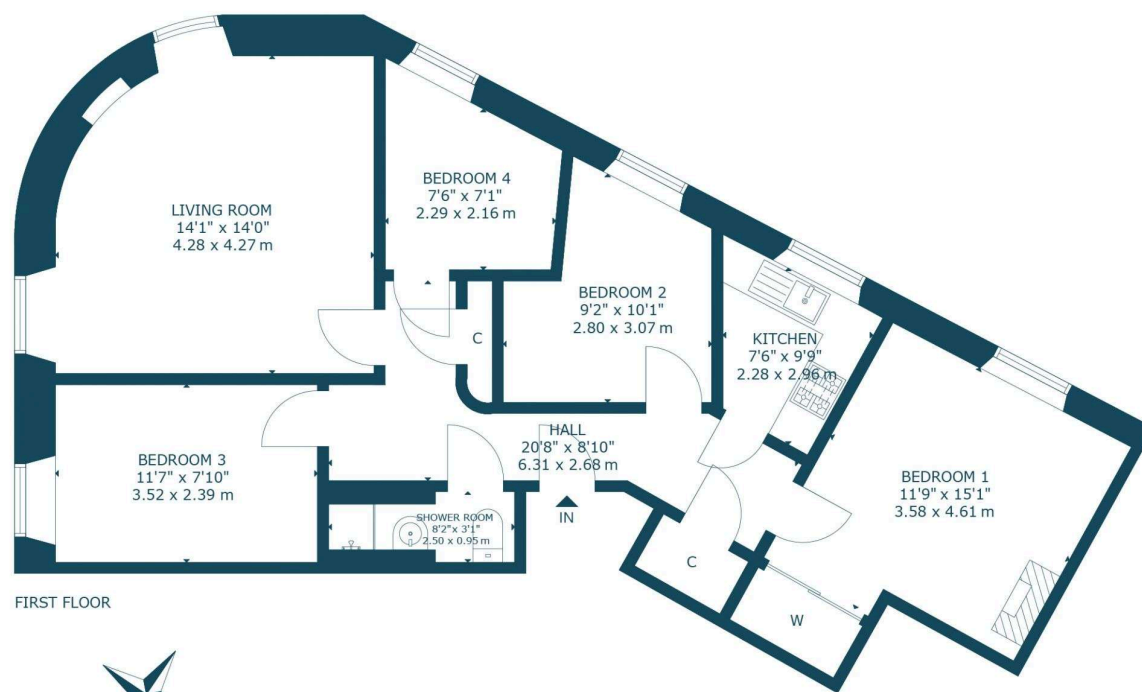 LIVING ROOM
14'1" x 14'0"
4.28 x 4.27 m
BEDROOM 4
7'6" x 7'1"
2.29 x 2.16 m
BEDROOM 2
9'2" x 10'1"
2.80 x 3.07 m
KITCHEN
7'6" x 9'9"
2.28 x 2.96 m
C
HALL
20'8" x 8'10"
6.31 x 2.68 m
BEDROOM 3
11'7" x 7'10"
3.52 x 2.39 m
BEDROOM 1
11'9" x 15'1"
3.58 x 4.61 m
SHOWER ROOM
8'2" x 3'1"
2.50 x 0.95 m
IN
C
W
FIRST FLOOR